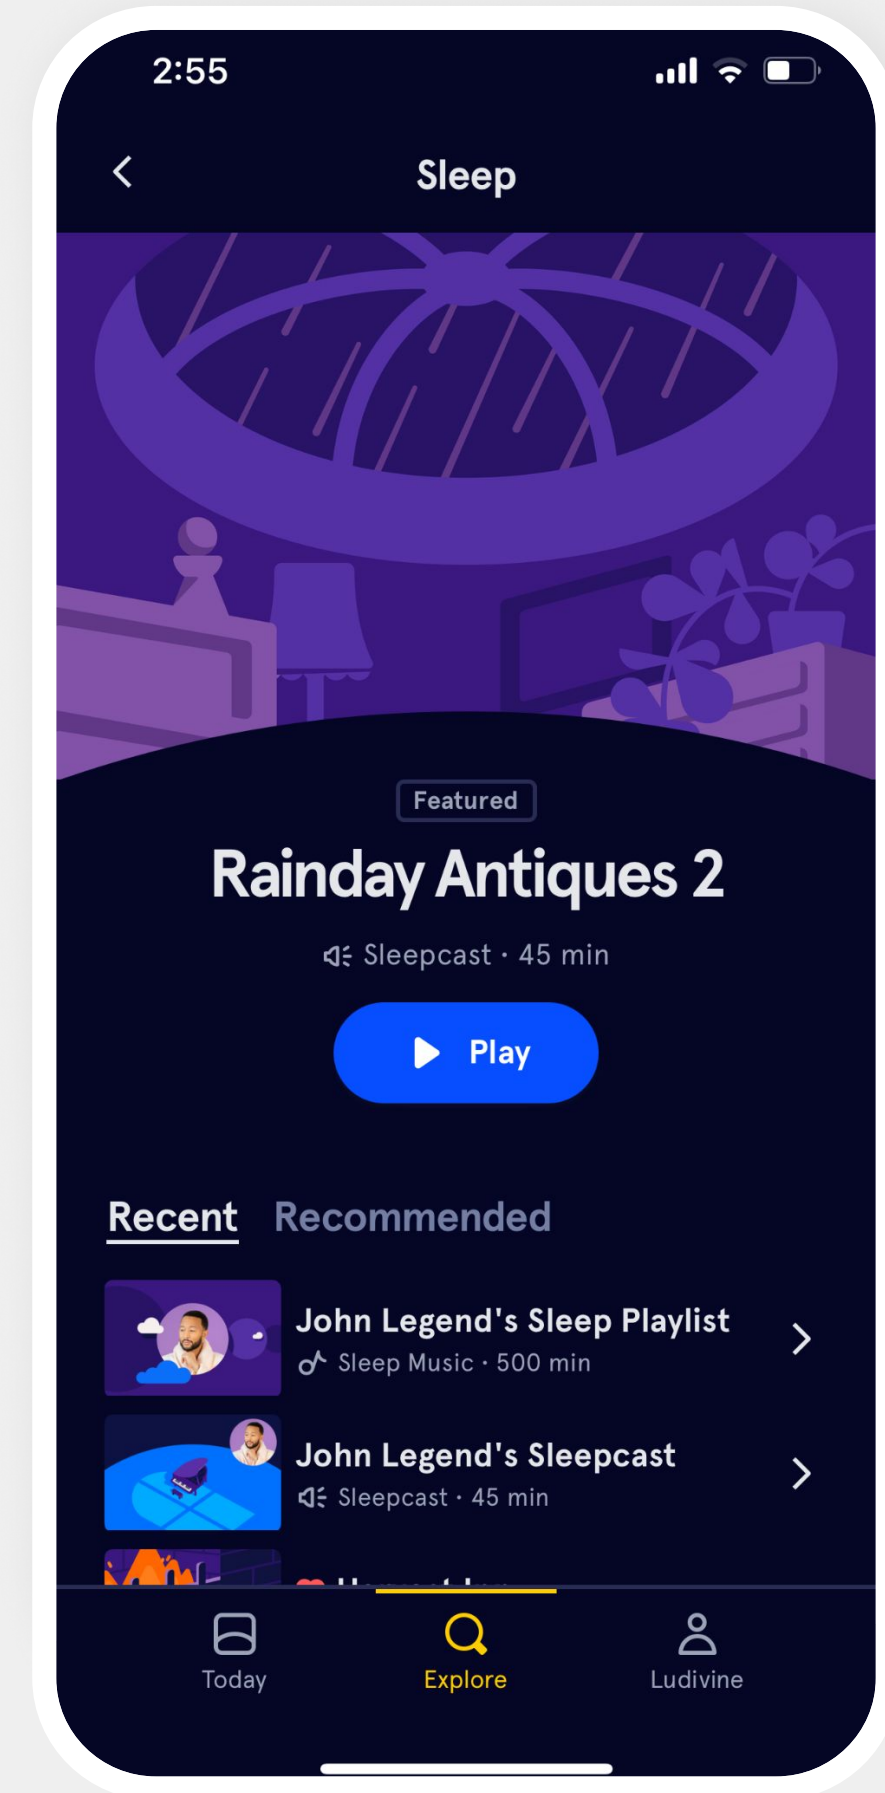 2:55
Sleep
Featured
Rainday Antiques 2
Sleepcast · 45 min
Play
Recent Recommended
John Legend's Sleep Playlist
Sleep Music · 500 min
John Legend's Sleepcast
Sleepcast · 45 min
Today Explore Ludivine